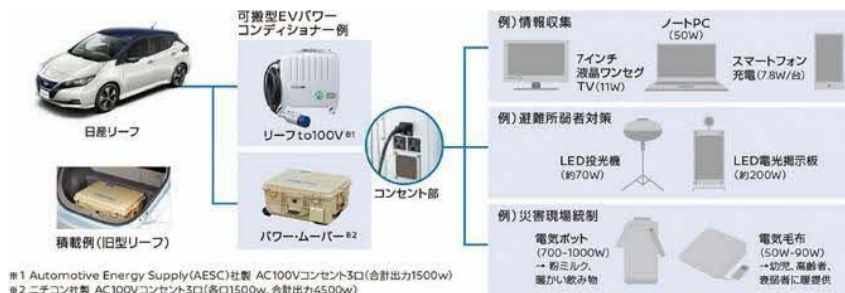 可搬型EVパワー
コンディショナー例
日産リーフ
リーフto100V※1
積載例(旧型リーフ)
パワー・ムーバー※2
コンセント部
例)情報収集
7インチ
液晶ワンセグ
TV(11W)
ノートPC
(50W)
スマートフォン
充電(7.8W/台)
例)避難所弱者対策
LED投光機
(約70W)
LED電光掲示板
(約200W)
例)災害現場統制
電気ポット
(700-1000W)
→ 粉ミルク、
暖かい飲み物
電気毛布
(50W-90W)
→幼児、高齢者、
衰弱者に暖提供
※1 Automotive Energy Supply(AESC)社製 AC100Vコンセント3口(合計出力1500w)
※2 ニチコン社製 AC100Vコンセント3口(各口1500w、合計出力4500w)